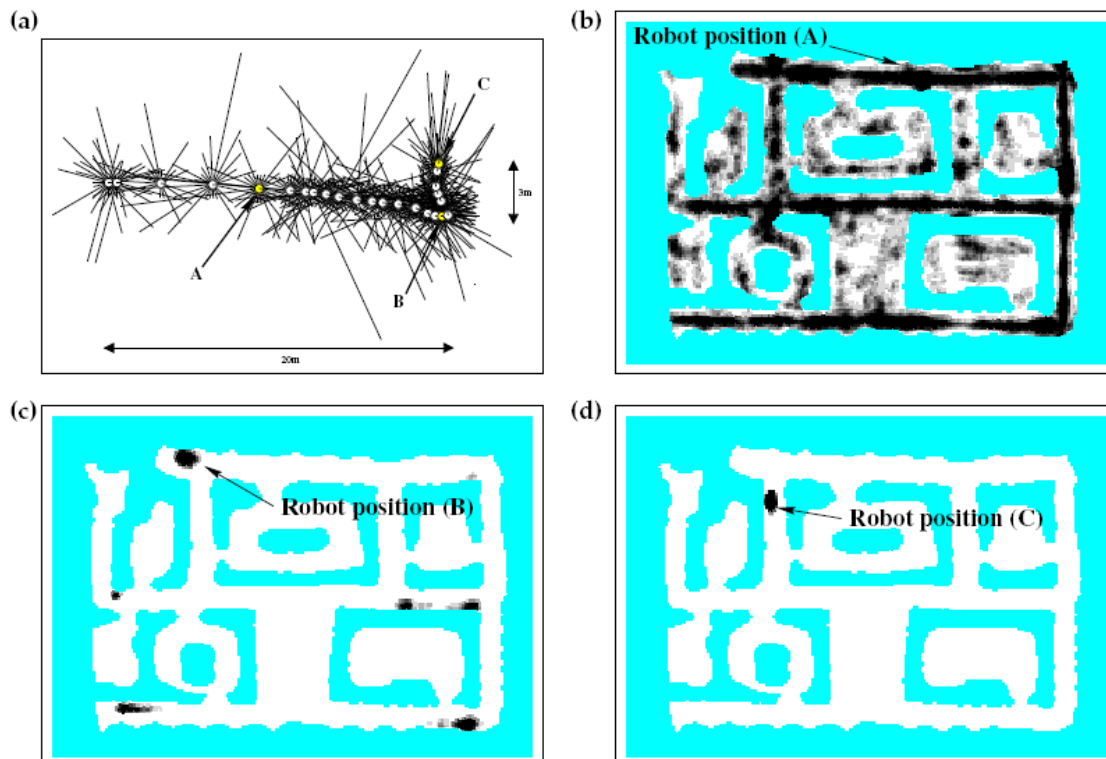 (a)
C
3m
A
B
20m
(b)
Robot position (A)
(c)
Robot position (B)
(d)
Robot position (C)